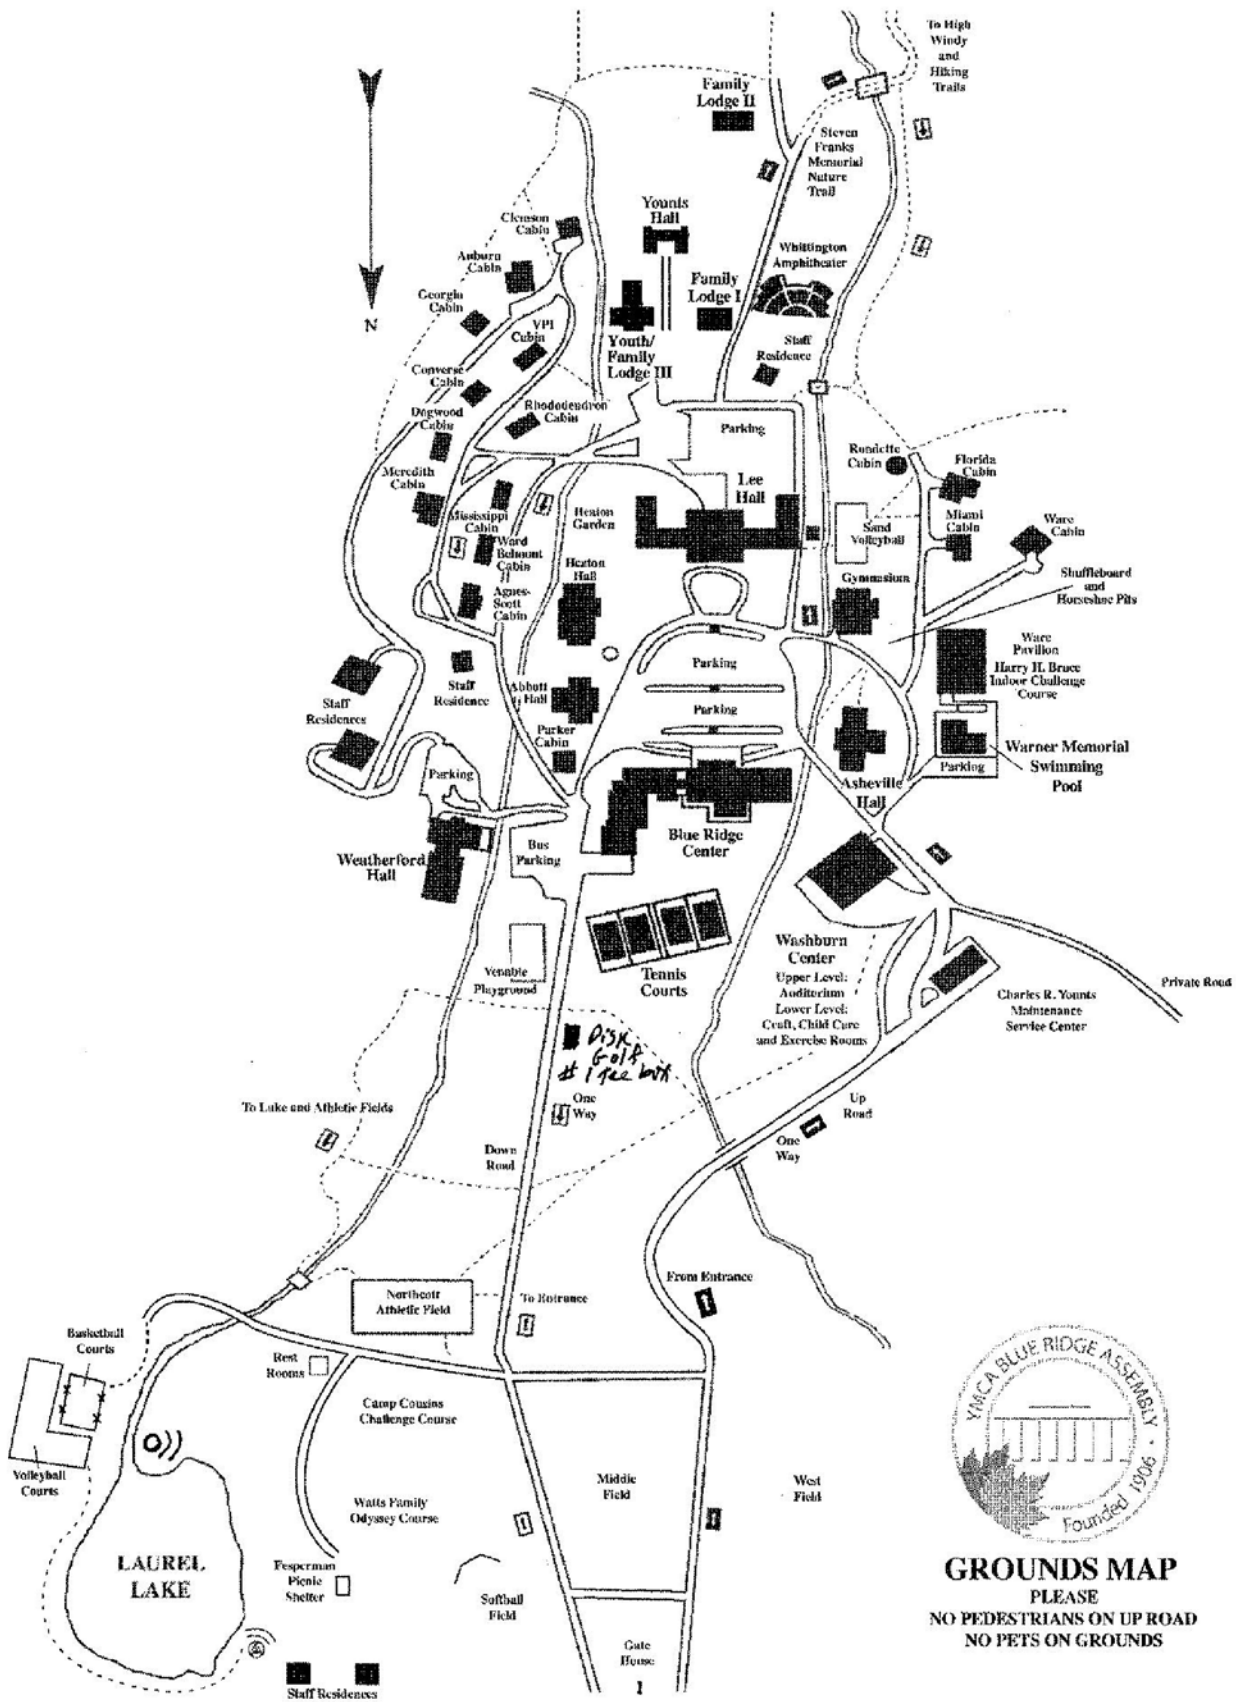 To High
Windy
and
Hiking
Trails
Family
Lodge II
Steven
Franks
Memorial
Nature
Trail
Younts
Hall
Clemson
Cabin
Whittington
Amphitheater
Auburn
Cabin
Family
Lodge I
Georgia
Cabin
N
VPI
Cabin
Youth/
Family
Lodge III
Staff
Residence
Converse
Cabin
Rhododendron
Cabin
Dogwood
Cabin
Parking
Rondette
Cabin
Florida
Cabin
Meredith
Cabin
Lee
Hall
Mississippi
Cabin
Heaton
Garden
Sand
Volleyball
Miami
Cabin
Ware
Cabin
Ward
Belmont
Cabin
Heaton
Hall
Gymnasium
Shuffleboard
and
Horseshoe Pits
Agnes-
Scott
Cabin
Ware
Pavilion
Harry H. Bruce
Indoor Challenge
Course
Parking
Staff
Residence
Abbott
Hall
Staff
Residences
Parking
Parker
Cabin
Warner Memorial
Swimming
Pool
Parking
Parking
Asheville
Hall
Weatherford
Hall
Bus
Parking
Blue Ridge
Center
Washburn
Center
Upper Level:
Auditorium
Lower Level:
Craft, Child Care
and Exercise Rooms
Venable
Playground
Tennis
Courts
Private Road
Charles R. Younts
Maintenance
Service Center
Disk
Golf
# 1 Tee box
To Lake and Athletic Fields
One
Way
Up
Road
Down
Road
One
Way
From Entrance
Northcott
Athletic Field
To Entrance
Basketball
Courts
Rest
Rooms
Camp Cousins
Challenge Course
YMCA BLUE RIDGE ASSEMBLY • Founded 1906
Volleyball
Courts
Middle
Field
West
Field
Watts Family
Odyssey Course
LAUREL
LAKE
Fesperman
Picnic
Shelter
Softball
Field
GROUNDS MAP
PLEASE
NO PEDESTRIANS ON UP ROAD
NO PETS ON GROUNDS
Gate
House
Staff Residences